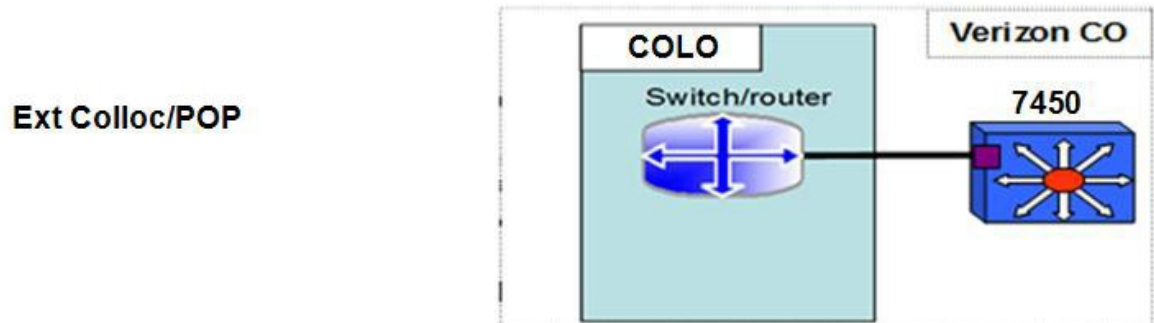 Verizon CO
COLO
Switch/router
7450
Ext Colloc/POP